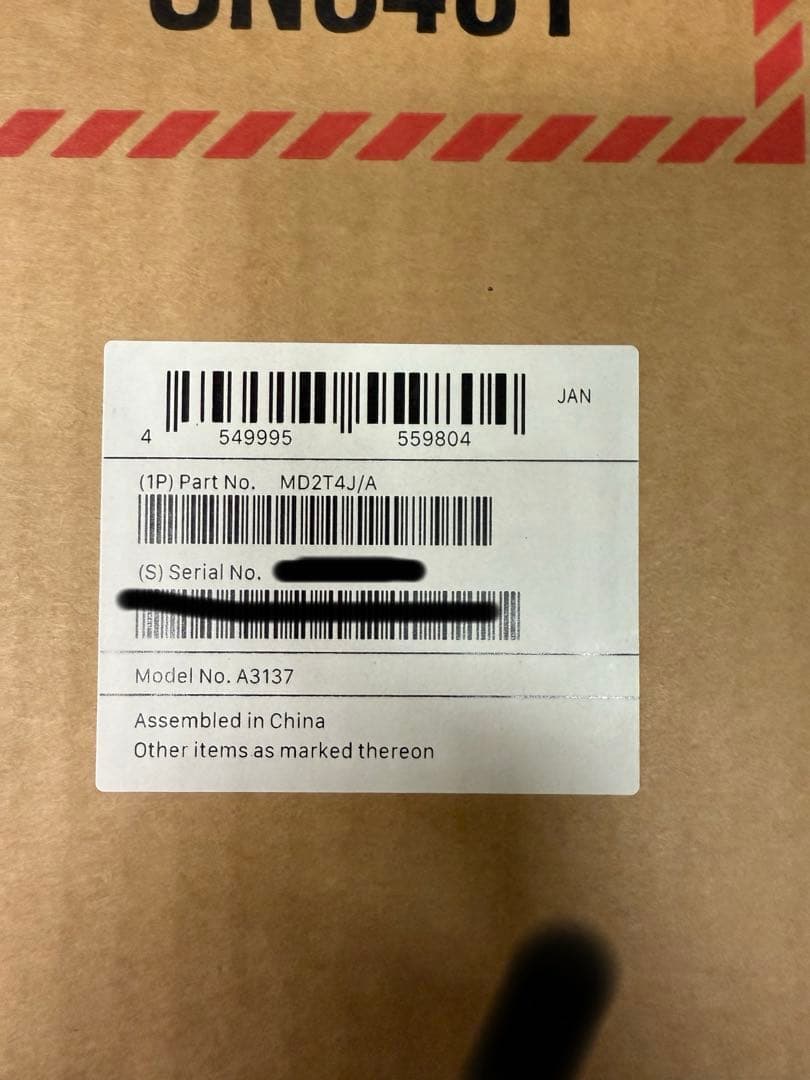 UN3481
JAN
4 549995 559804
(1P) Part No. MD2T4J/A
(S) Serial No.
Model No. A3137
Assembled in China
Other items as marked thereon